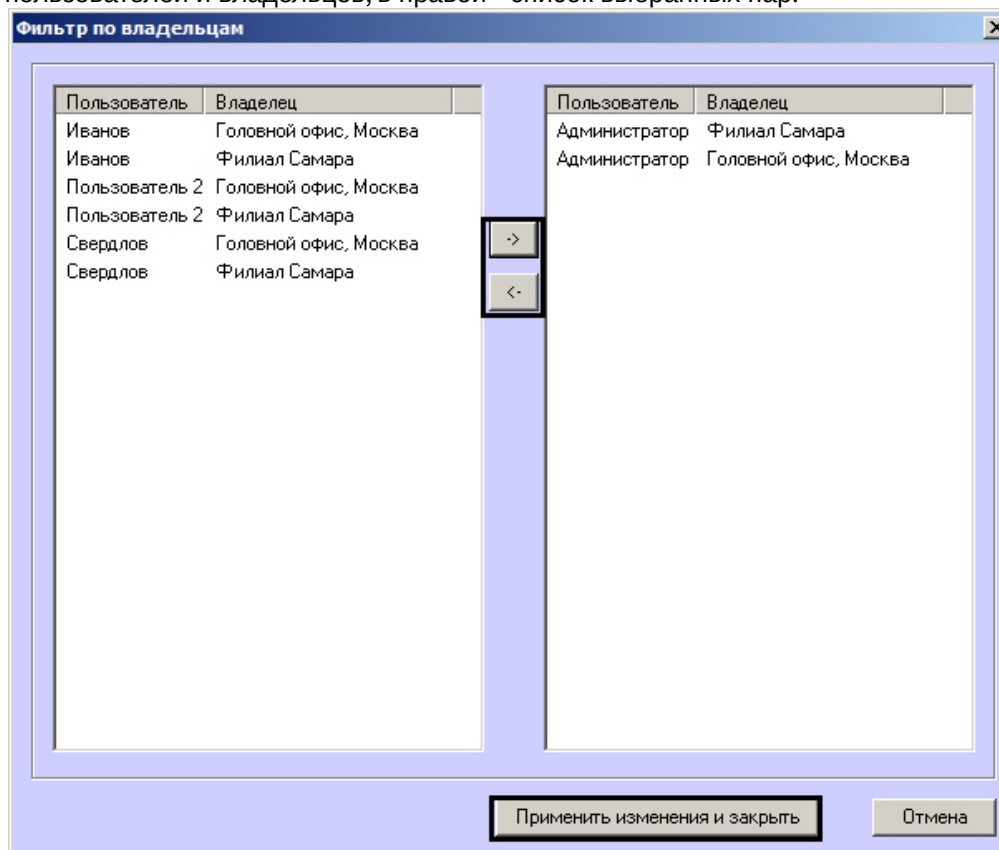 пользователей и владельцев, в правой - список выбранных пар.
Фильтр по владельцам
Пользователь Владелец
Иванов Головной офис, Москва
Иванов Филиал Самара
Пользователь 2 Головной офис, Москва
Пользователь 2 Филиал Самара
Свердлов Головной офис, Москва
Свердлов Филиал Самара
->
<-
Пользователь Владелец
Администратор Филиал Самара
Администратор Головной офис, Москва
Применить изменения и закрыть Отмена